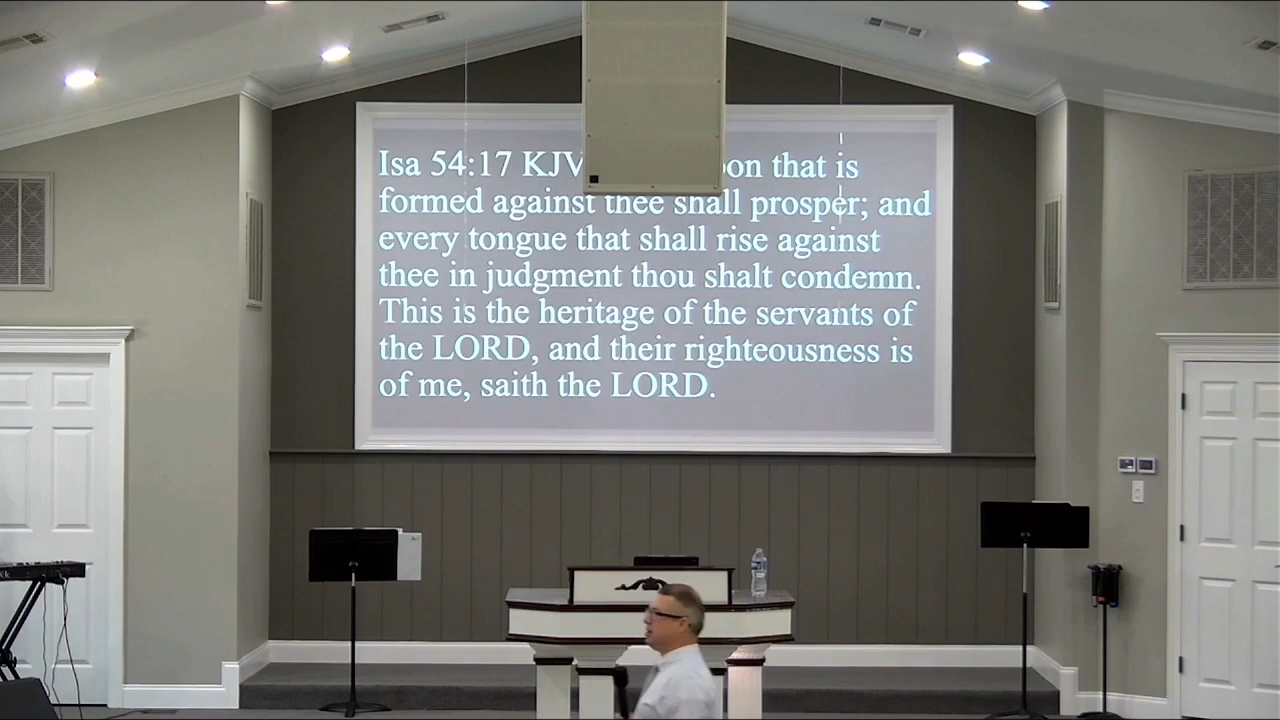 Isa 54:17 KJV that is
formed against thee shall prosper; and
every tongue that shall rise against
thee in judgment thou shalt condemn.
This is the heritage of the servants of
the LORD, and their righteousness is
of me, saith the LORD.